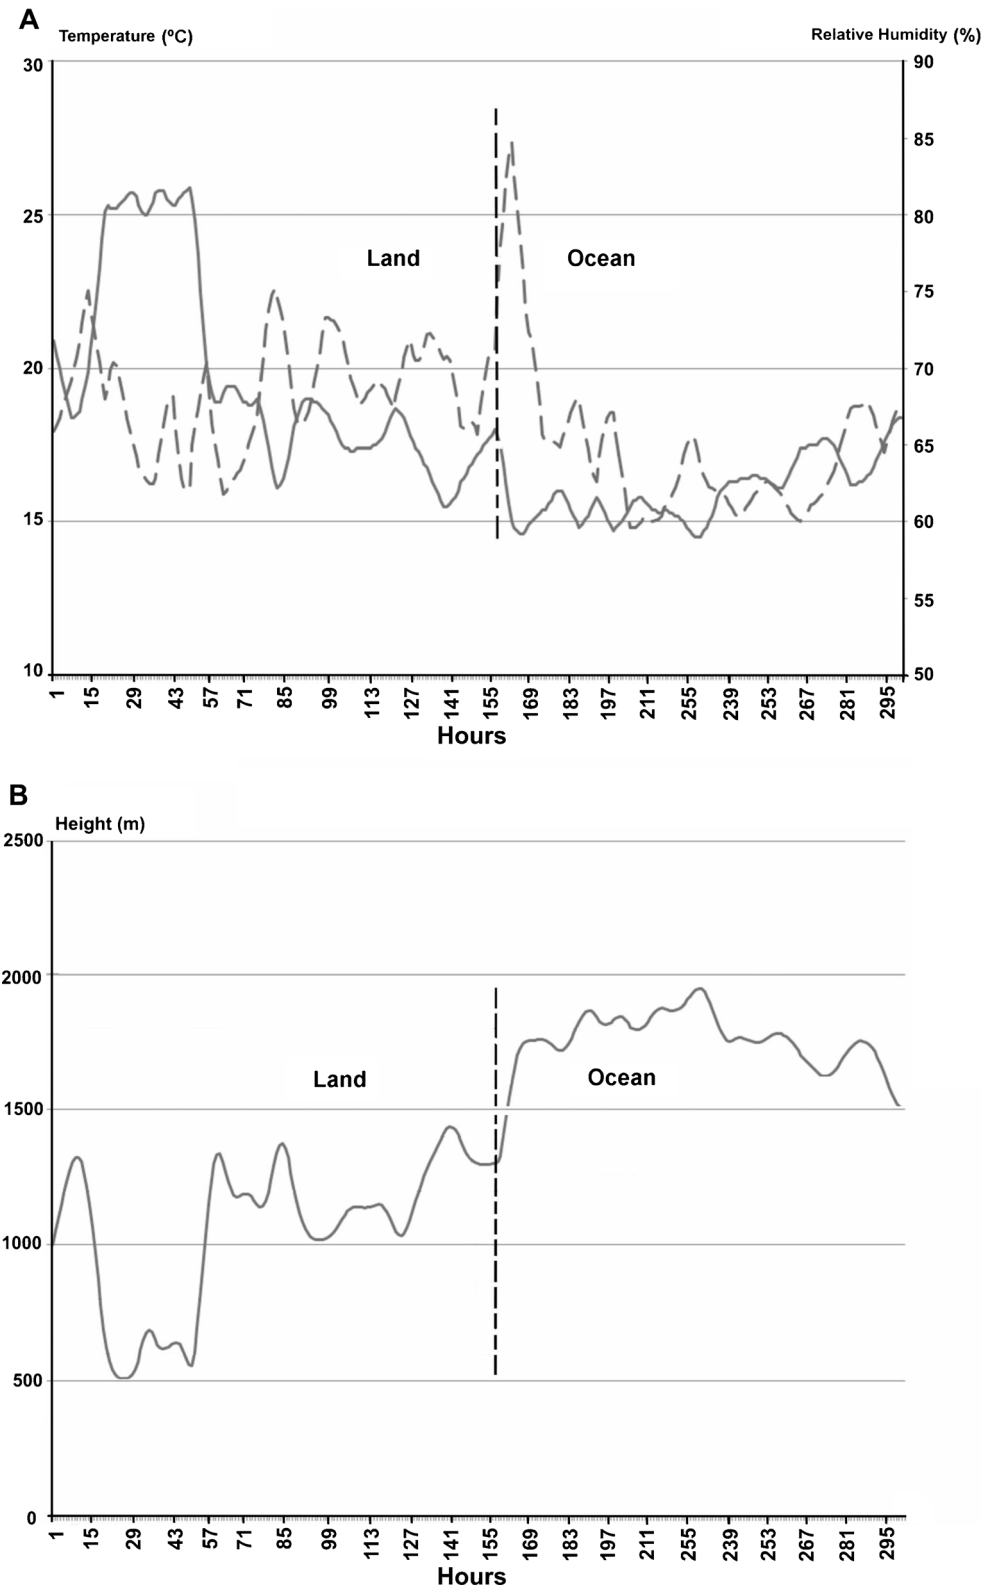 A
Temperature (ºC) Relative Humidity (%)
30 90
85
25 80
Land Ocean
75
20 70
65
15 60
55
10 50
1 15 29 43 57 71 85 99 113 127 141 155 169 183 197 211 255 239 253 267 281 295
Hours
B
Height (m)
2500
2000
Land Ocean
1500
1000
500
0
1 15 29 43 57 71 85 99 113 127 141 155 169 183 197 211 255 239 253 267 281 295
Hours